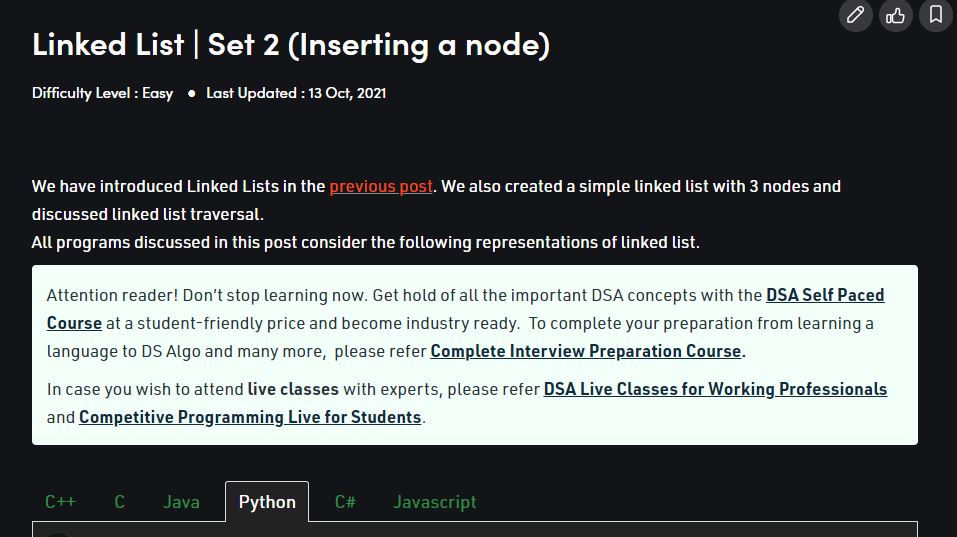 Linked List | Set 2 (Inserting a node)
Difficulty Level : Easy ● Last Updated : 13 Oct, 2021
We have introduced Linked Lists in the previous post. We also created a simple linked list with 3 nodes and
discussed linked list traversal.
All programs discussed in this post consider the following representations of linked list.
Attention reader! Don’t stop learning now. Get hold of all the important DSA concepts with the DSA Self Paced
Course at a student-friendly price and become industry ready. To complete your preparation from learning a
language to DS Algo and many more, please refer Complete Interview Preparation Course.
In case you wish to attend live classes with experts, please refer DSA Live Classes for Working Professionals
and Competitive Programming Live for Students.
C++ C Java Python C# Javascript